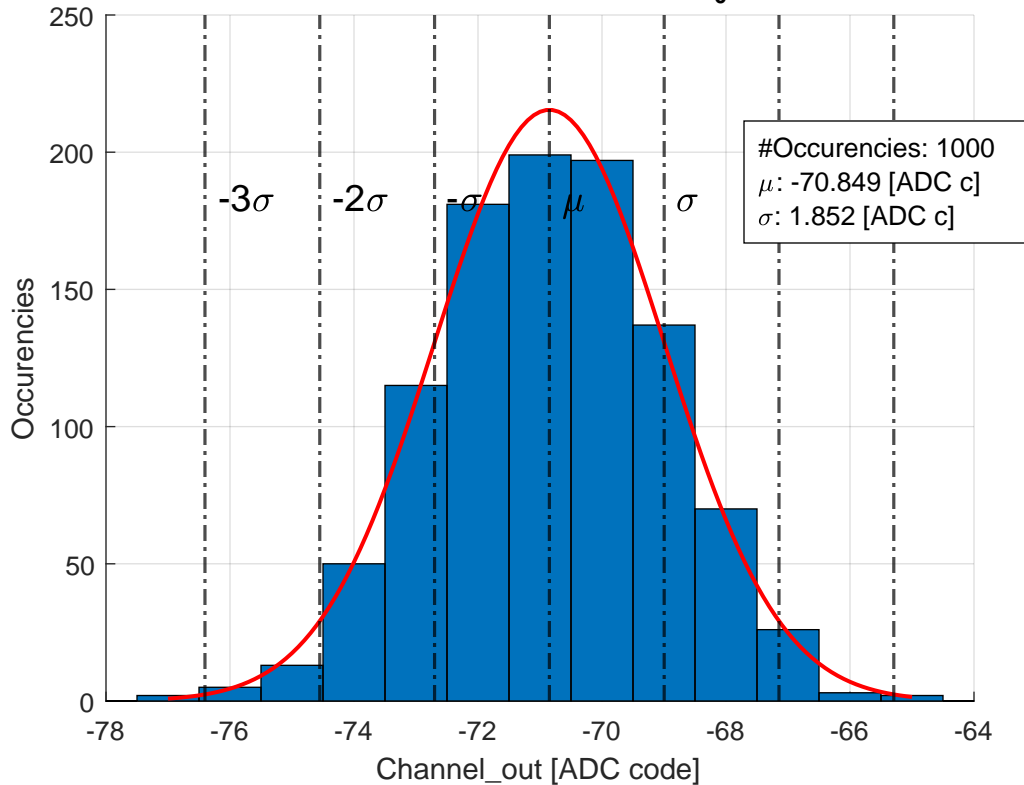 250
200
150
100
50
0
Occurencies
-3σ
-2σ
-σ
μ
σ
#Occurencies: 1000
μ: -70.849 [ADC c]
σ: 1.852 [ADC c]
-78
-76
-74
-72
-70
-68
-66
-64
Channel_out [ADC code]